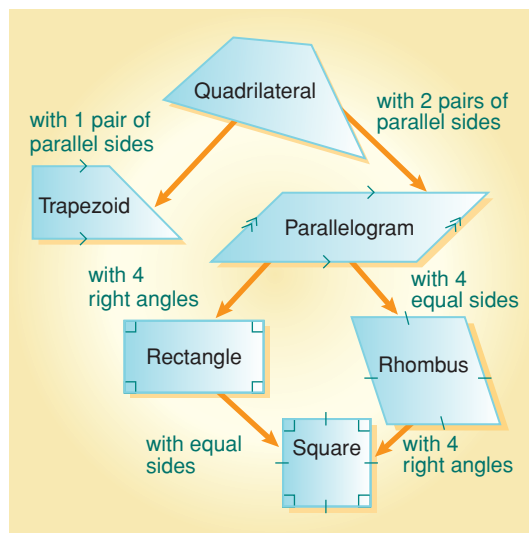 Quadrilateral
with 1 pair of
parallel sides
with 2 pairs of
parallel sides
Trapezoid
Parallelogram
with 4
right angles
with 4
equal sides
Rectangle
Rhombus
with equal
sides
Square
with 4
right angles